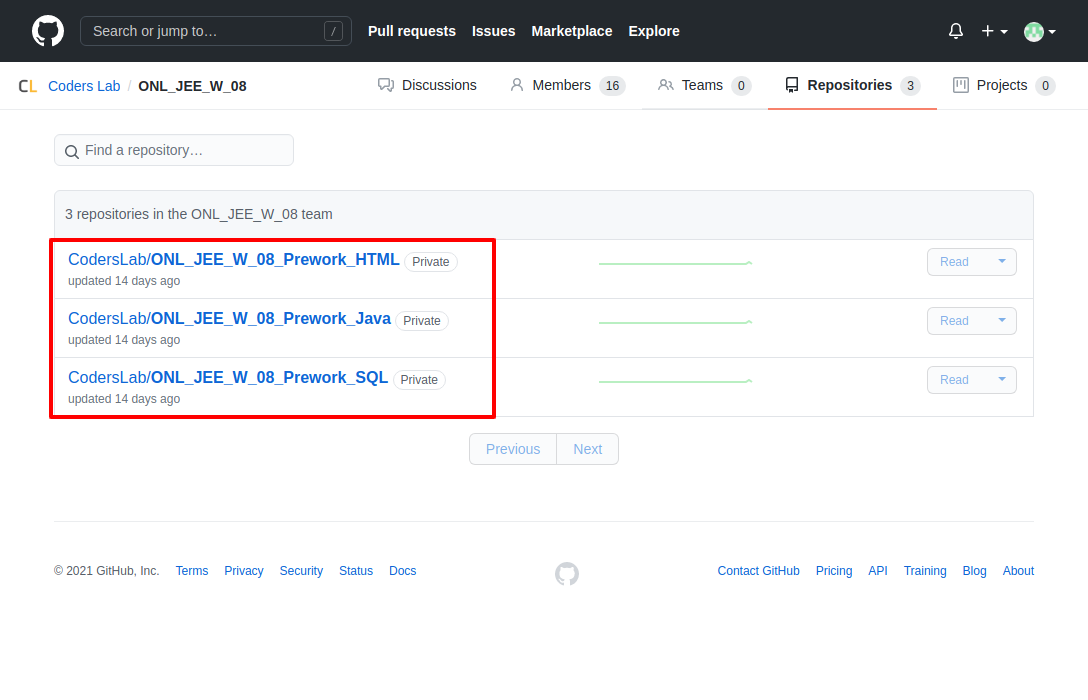 Search or jump to… /
Pull requests Issues Marketplace Explore
CL Coders Lab / ONL_JEE_W_08
Discussions Members 16 Teams 0 Repositories 3 Projects 0
Find a repository…
3 repositories in the ONL_JEE_W_08 team
CodersLab/ONL_JEE_W_08_Prework_HTML Private
Read
updated 14 days ago
CodersLab/ONL_JEE_W_08_Prework_Java Private
Read
updated 14 days ago
CodersLab/ONL_JEE_W_08_Prework_SQL Private
Read
updated 14 days ago
Previous Next
© 2021 GitHub, Inc. Terms Privacy Security Status Docs
Contact GitHub Pricing API Training Blog About